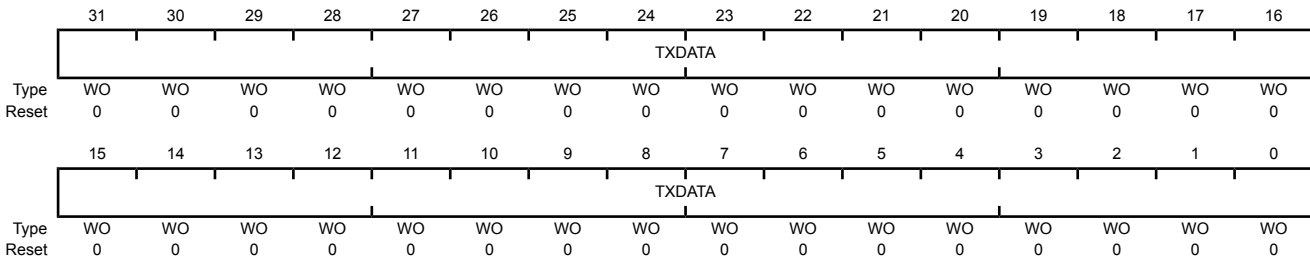 31 30 29 28 27 26 25 24 23 22 21 20 19 18 17 16
TXDATA
Type WO WO WO WO WO WO WO WO WO WO WO WO WO WO WO WO
Reset 0 0 0 0 0 0 0 0 0 0 0 0 0 0 0 0
15 14 13 12 11 10 9 8 7 6 5 4 3 2 1 0
TXDATA
Type WO WO WO WO WO WO WO WO WO WO WO WO WO WO WO WO
Reset 0 0 0 0 0 0 0 0 0 0 0 0 0 0 0 0